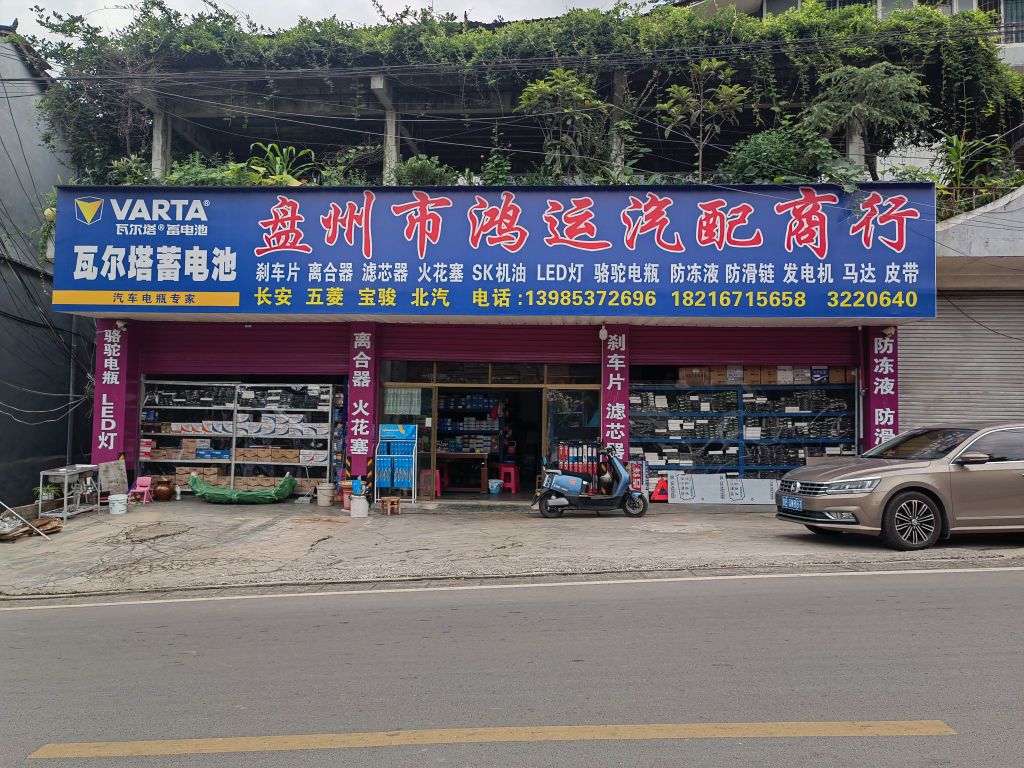 VARTA®
瓦尔塔®蓄电池
瓦尔塔蓄电池
汽车电瓶专家
盘州市鸿运汽配商行
刹车片 离合器 滤芯器 火花塞 SK机油 LED灯 骆驼电瓶 防冻液 防滑链 发电机 马达 皮带
长安 五菱 宝骏 北汽 电话:13985372696 18216715658 3220640
骆驼电瓶 LED灯
离合器 火花塞
刹车片 滤芯器
防冻液 防滑